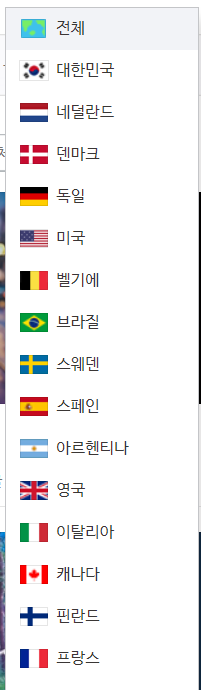 전체
대한민국
네덜란드
덴마크
독일
미국
벨기에
브라질
스웨덴
스페인
아르헨티나
영국
이탈리아
캐나다
핀란드
프랑스